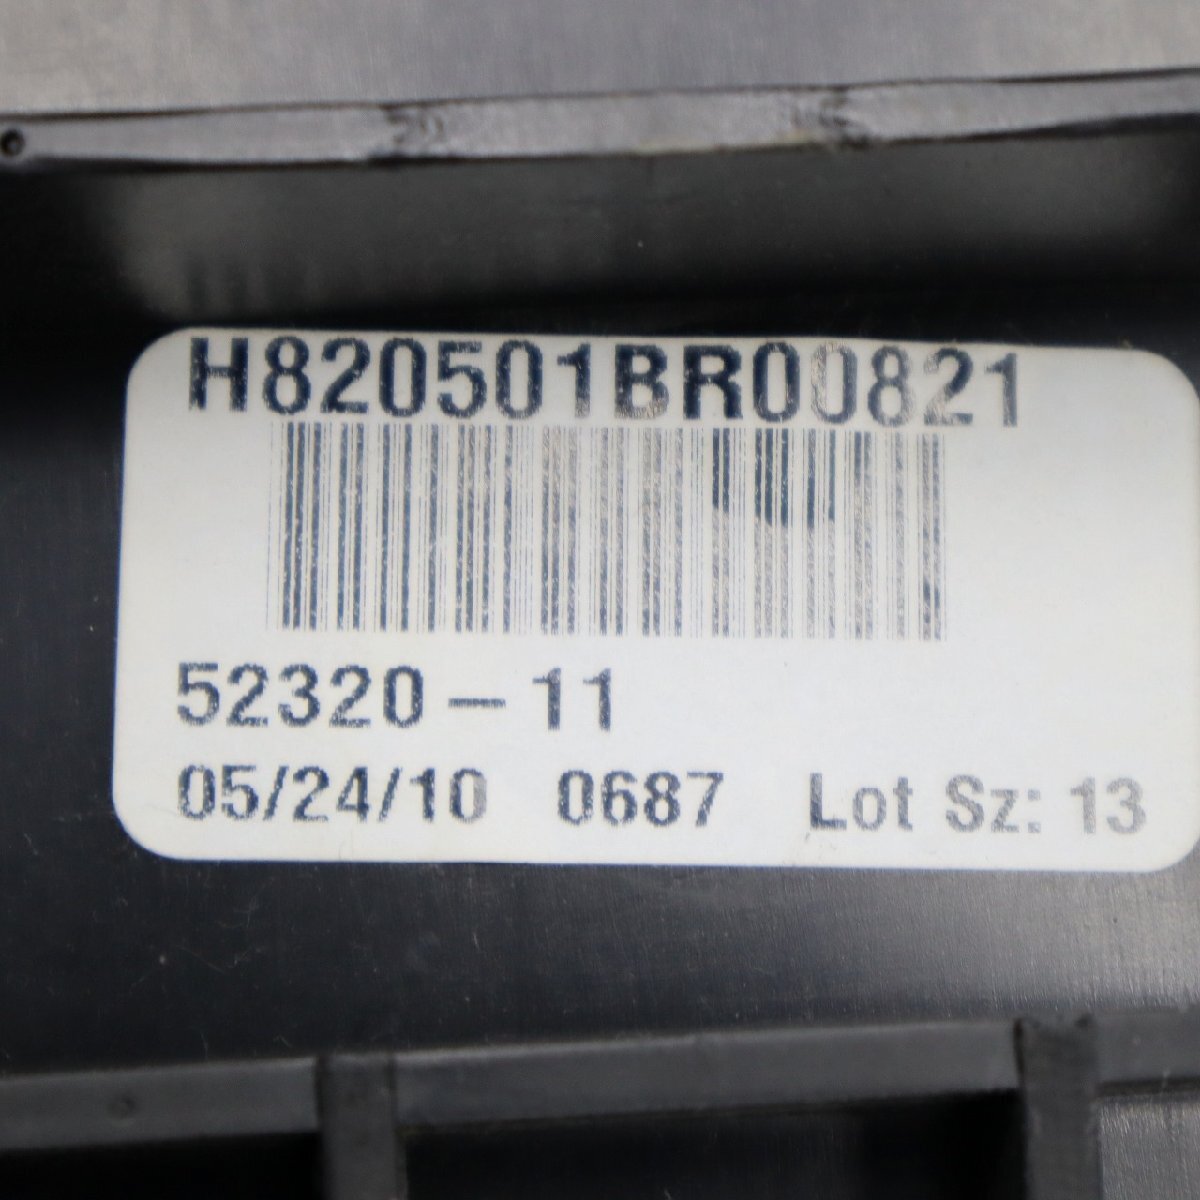 H820501BR00821
52320-11
05/24/10 0687 Lot Sz: 13